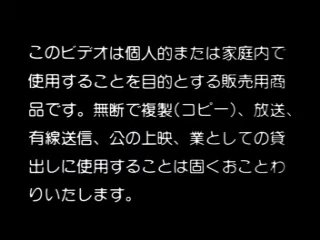 このビデオは個人的または家庭内で
使用することを目的とする販売用商
品です。無断で複製(コピー)、放送、
有線送信、公の上映、業としての貸
出しに使用することは固くおことわ
りいたします。